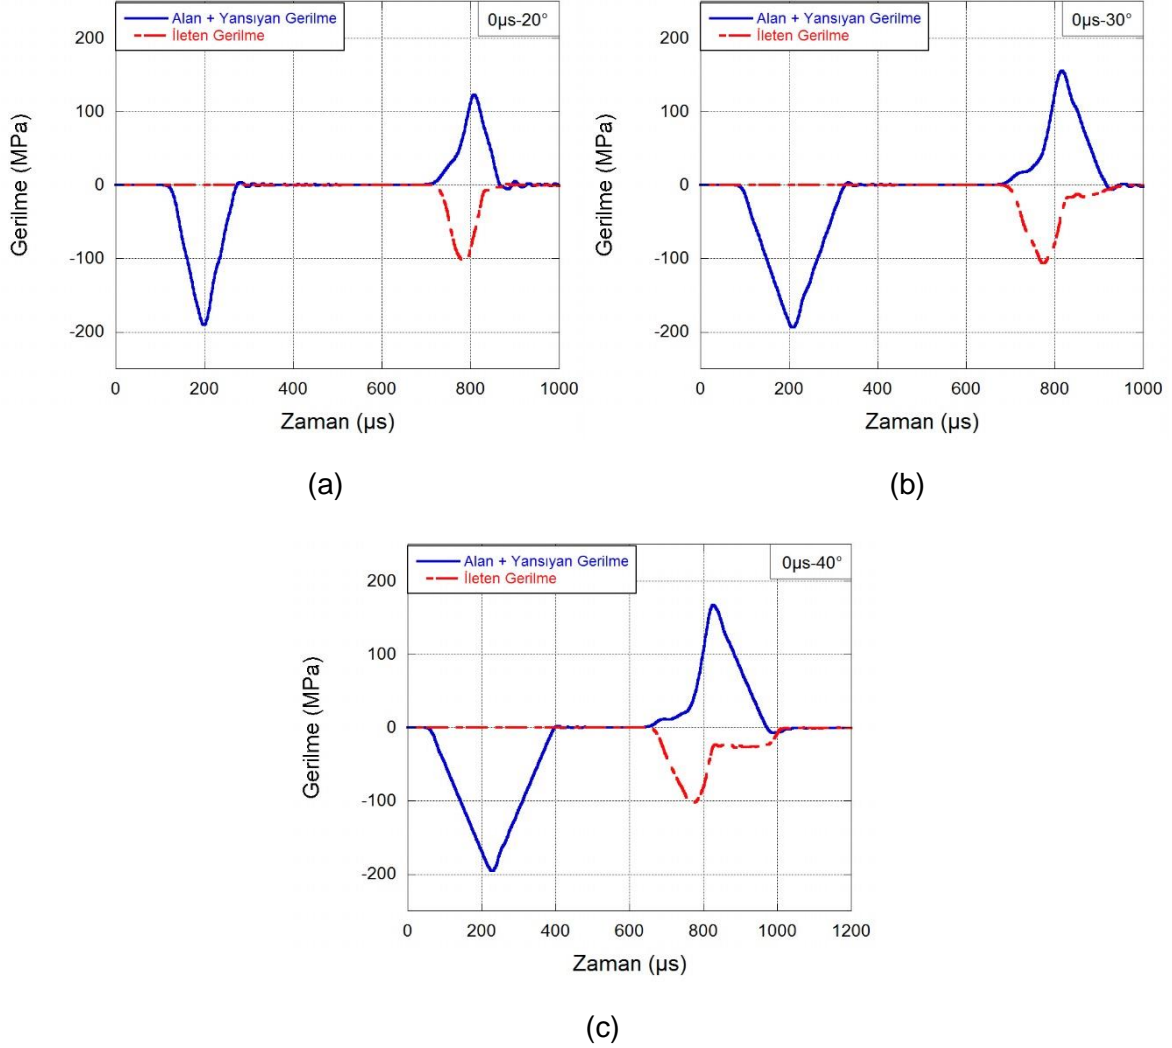 Alan + Yansıyan Gerilme
İleten Gerilme
0µs-20°
200
100
0
-100
-200
Gerilme (MPa)
0 200 400 600 800 1000
Zaman (µs)
(a)
Alan + Yansıyan Gerilme
İleten Gerilme
0µs-30°
200
100
0
-100
-200
Gerilme (MPa)
0 200 400 600 800 1000
Zaman (µs)
(b)
Alan + Yansıyan Gerilme
İleten Gerilme
0µs-40°
200
100
0
-100
-200
Gerilme (MPa)
0 200 400 600 800 1000 1200
Zaman (µs)
(c)